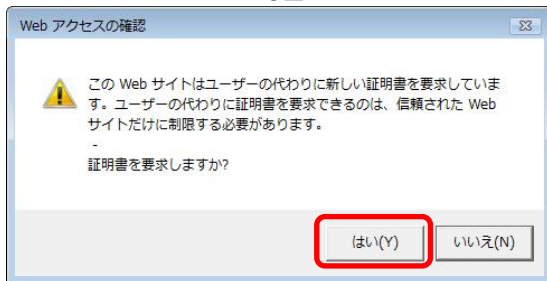 Web アクセスの確認
この Web サイトはユーザーの代わりに新しい証明書を要求していま
す。ユーザーの代わりに証明書を要求できるのは、信頼された Web
サイトだけに制限する必要があります。
-
証明書を要求しますか?
はい(Y)
いいえ(N)